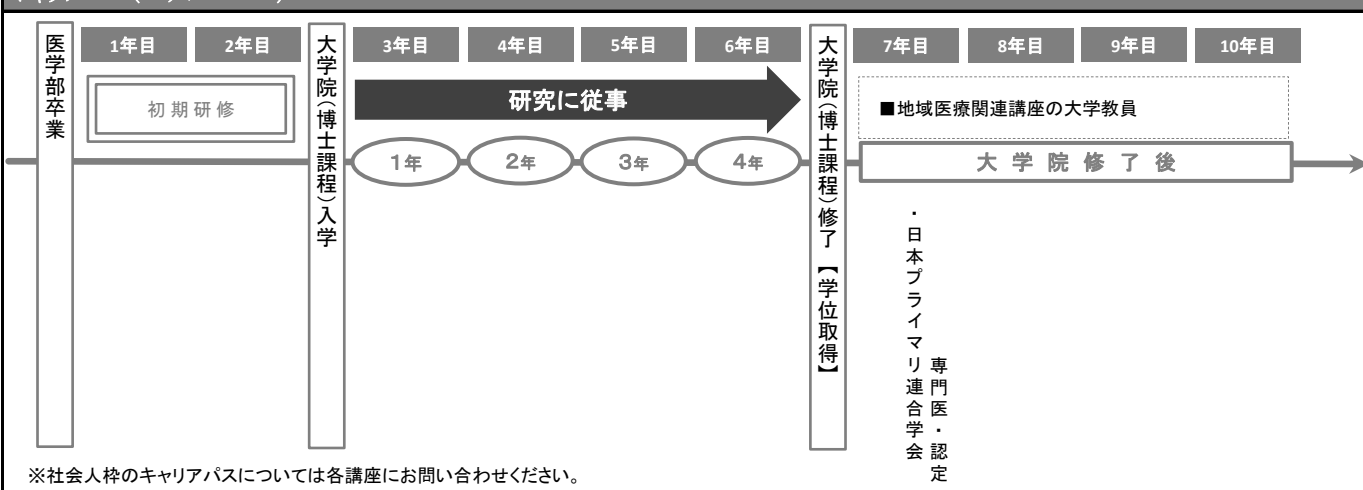 医学部卒業
1年目
2年目
初期研修
大学院(博士課程)入学
3年目
4年目
5年目
6年目
研究に従事
1年
2年
3年
4年
大学院(博士課程)修了【学位取得】
7年目
8年目
9年目
10年目
■地域医療関連講座の大学教員
大学院修了後
・日本プライマリ連合学会
専門医・認定
※社会人枠のキャリアパスについては各講座にお問い合わせください。